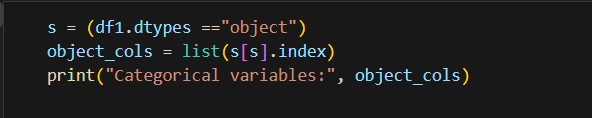 s = (df1.dtypes =="object")
object_cols = list(s[s].index)
print("Categorical variables:", object_cols)